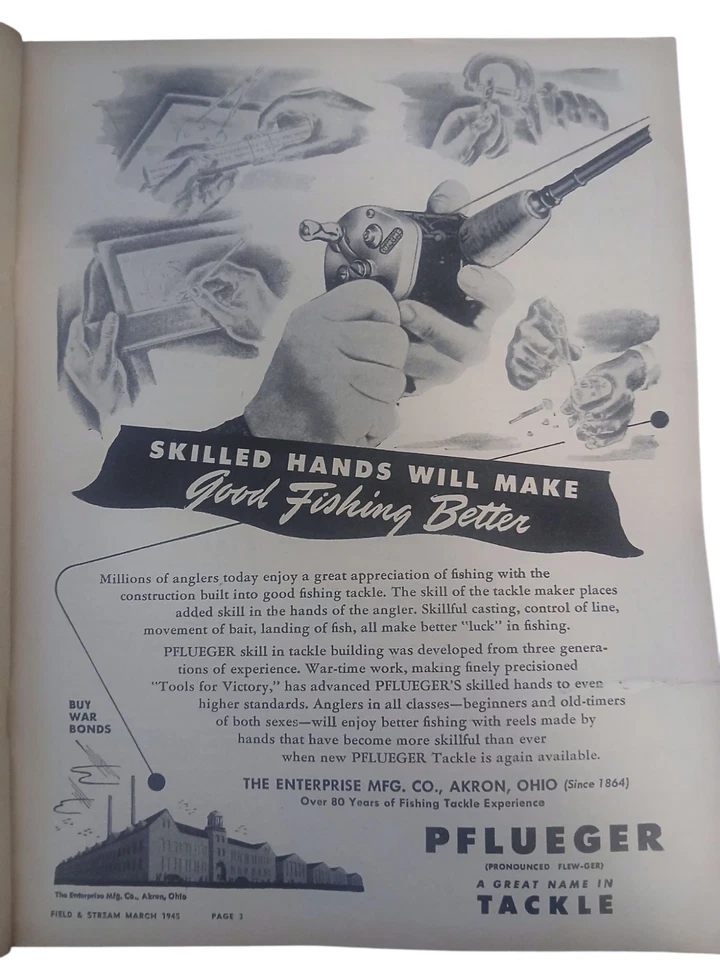 SKILLED HANDS WILL MAKE
Good Fishing Better
Millions of anglers today enjoy a great appreciation of fishing with the
construction built into good fishing tackle. The skill of the tackle maker places
added skill in the hands of the angler. Skillful casting, control of line,
movement of bait, landing of fish, all make better "luck" in fishing.
PFLUEGER skill in tackle building was developed from three genera-
tions of experience. War-time work, making finely precisioned
"Tools for Victory," has advanced PFLUEGER'S skilled hands to even
higher standards. Anglers in all classes—beginners and old-timers
of both sexes—will enjoy better fishing with reels made by
hands that have become more skillful than ever
when new PFLUEGER Tackle is again available.
BUY
WAR
BONDS
THE ENTERPRISE MFG. CO., AKRON, OHIO (Since 1864)
Over 80 Years of Fishing Tackle Experience
PFLUEGER
(PRONOUNCED FLEW-GER)
A GREAT NAME IN
TACKLE
The Enterprise Mfg. Co., Akron, Ohio
FIELD & STREAM MARCH 1945 PAGE 3